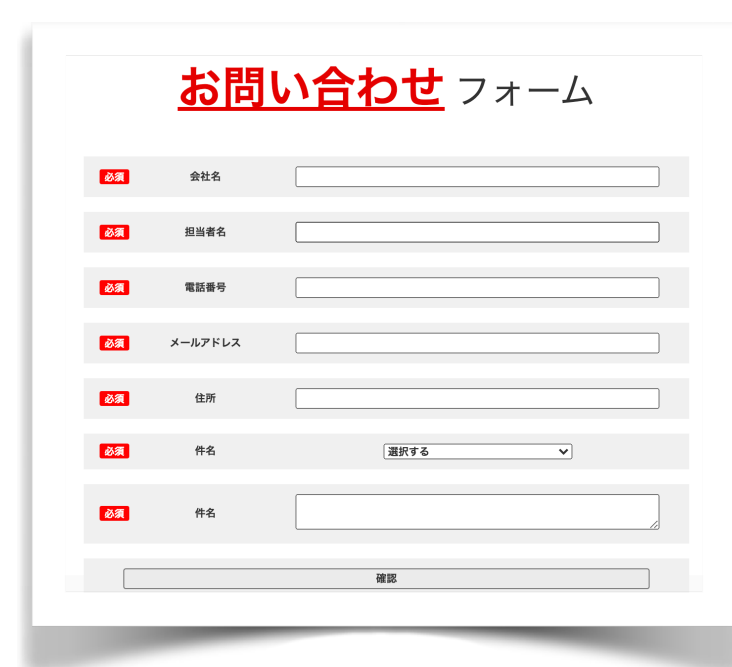 お問い合わせ フォーム
必須 会社名
必須 担当者名
必須 電話番号
必須 メールアドレス
必須 住所
必須 件名 選択する
必須 件名
確認